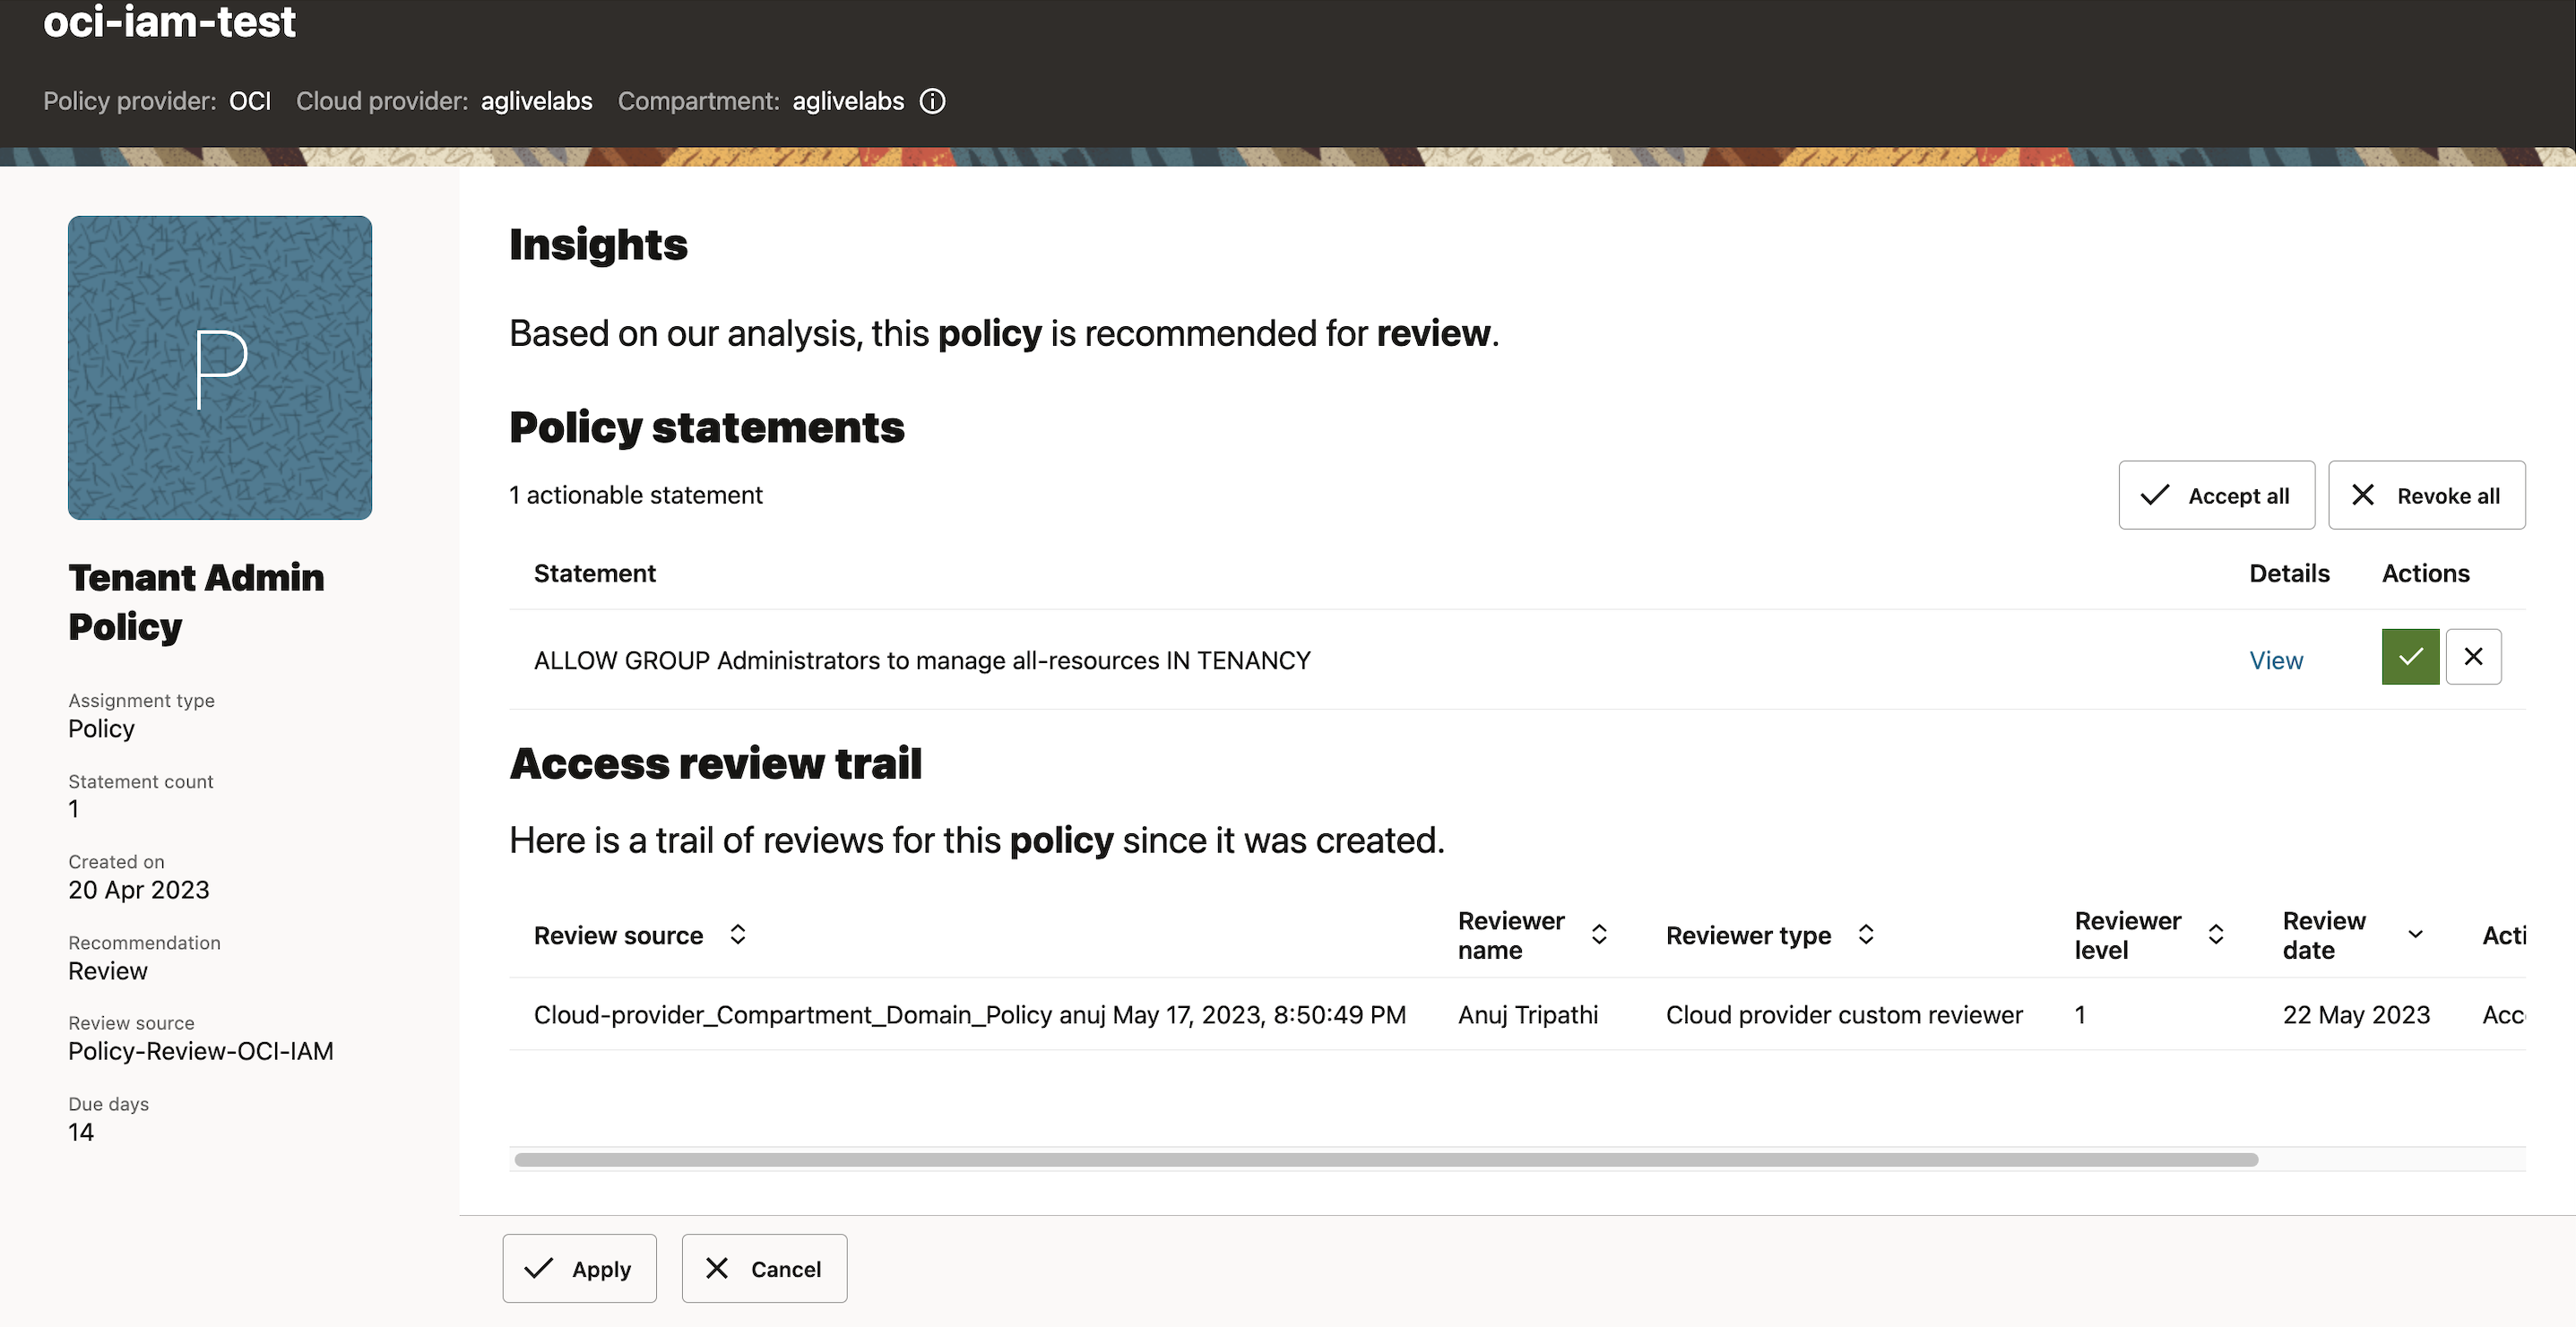 oci-iam-test
Policy provider: OCI Cloud provider: aglivelabs Compartment: aglivelabs
P
Tenant Admin
Policy
Assignment type
Policy
Statement count
1
Created on
20 Apr 2023
Recommendation
Review
Review source
Policy-Review-OCI-IAM
Due days
14
Insights
Based on our analysis, this policy is recommended for review.
Policy statements
1 actionable statement
Accept all
Revoke all
Statement Details Actions
ALLOW GROUP Administrators to manage all-resources IN TENANCY View
Access review trail
Here is a trail of reviews for this policy since it was created.
Review source Reviewer name Reviewer type Reviewer level Review date Acti
Cloud-provider_Compartment_Domain_Policy anuj May 17, 2023, 8:50:49 PM Anuj Tripathi Cloud provider custom reviewer 1 22 May 2023 Acc
Apply
Cancel